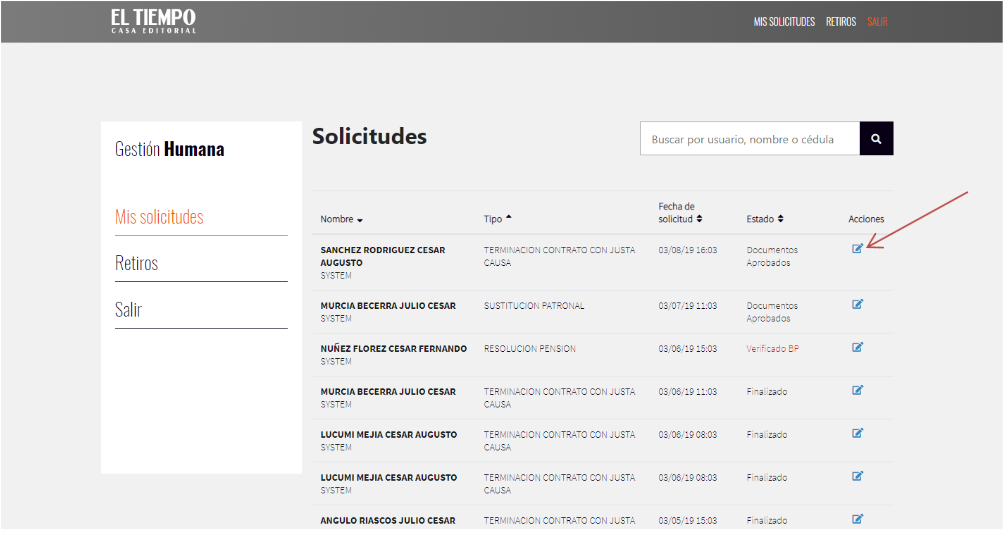 EL TIEMPO
CASA EDITORIAL
MIS SOLICITUDES RETIROS SALIR
Gestión Humana
Mis solicitudes
Retiros
Salir
Solicitudes
Buscar por usuario, nombre o cédula
Nombre Tipo Fecha de solicitud Estado Acciones
SANCHEZ RODRIGUEZ CESAR TERMINACION CONTRATO CON JUSTA 03/08/19 16:03 Documentos
AUGUSTO CAUSA Aprobados
SYSTEM
MURCIA BECERRA JULIO CESAR SUSTITUCION PATRONAL 03/07/19 11:03 Documentos
SYSTEM Aprobados
NUÑEZ FLOREZ CESAR FERNANDO RESOLUCION PENSION 03/06/19 15:03 Verificado BP
SYSTEM
MURCIA BECERRA JULIO CESAR TERMINACION CONTRATO CON JUSTA 03/06/19 11:03 Finalizado
SYSTEM CAUSA
LUCUMI MEJIA CESAR AUGUSTO TERMINACION CONTRATO CON JUSTA 03/06/19 08:03 Finalizado
SYSTEM CAUSA
LUCUMI MEJIA CESAR AUGUSTO TERMINACION CONTRATO CON JUSTA 03/06/19 08:03 Finalizado
SYSTEM CAUSA
ANGULO RIASCOS JULIO CESAR TERMINACION CONTRATO CON JUSTA 03/05/19 15:03 Finalizado